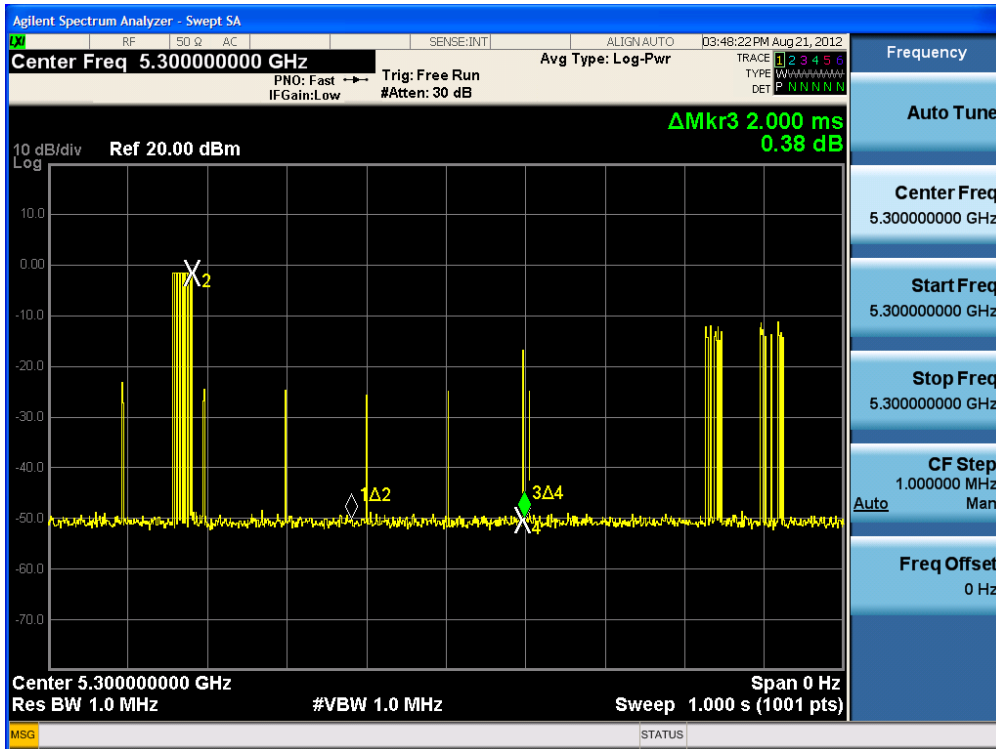 Agilent Spectrum Analyzer - Swept SA
LXI RF 50 Ω AC SENSE:INT ALIGN AUTO 03:48:22 PM Aug 21, 2012
Center Freq 5.300000000 GHz
PNO: Fast
IFGain:Low
Trig: Free Run
#Atten: 30 dB
Avg Type: Log-Pwr
TRACE 1 2 3 4 5 6
TYPE WWWWWW
DET P N N N N N
ΔMkr3 2.000 ms
0.38 dB
10 dB/div
Log
Ref 20.00 dBm
10.0
0.00
-10.0
-20.0
-30.0
-40.0
-50.0
-60.0
-70.0
2
1Δ2
3Δ4
4
Center 5.300000000 GHz
Span 0 Hz
Res BW 1.0 MHz
#VBW 1.0 MHz
Sweep 1.000 s (1001 pts)
MSG
STATUS
Frequency
Auto Tune
Center Freq
5.300000000 GHz
Start Freq
5.300000000 GHz
Stop Freq
5.300000000 GHz
CF Step
1.000000 MHz
Auto Man
Freq Offset
0 Hz